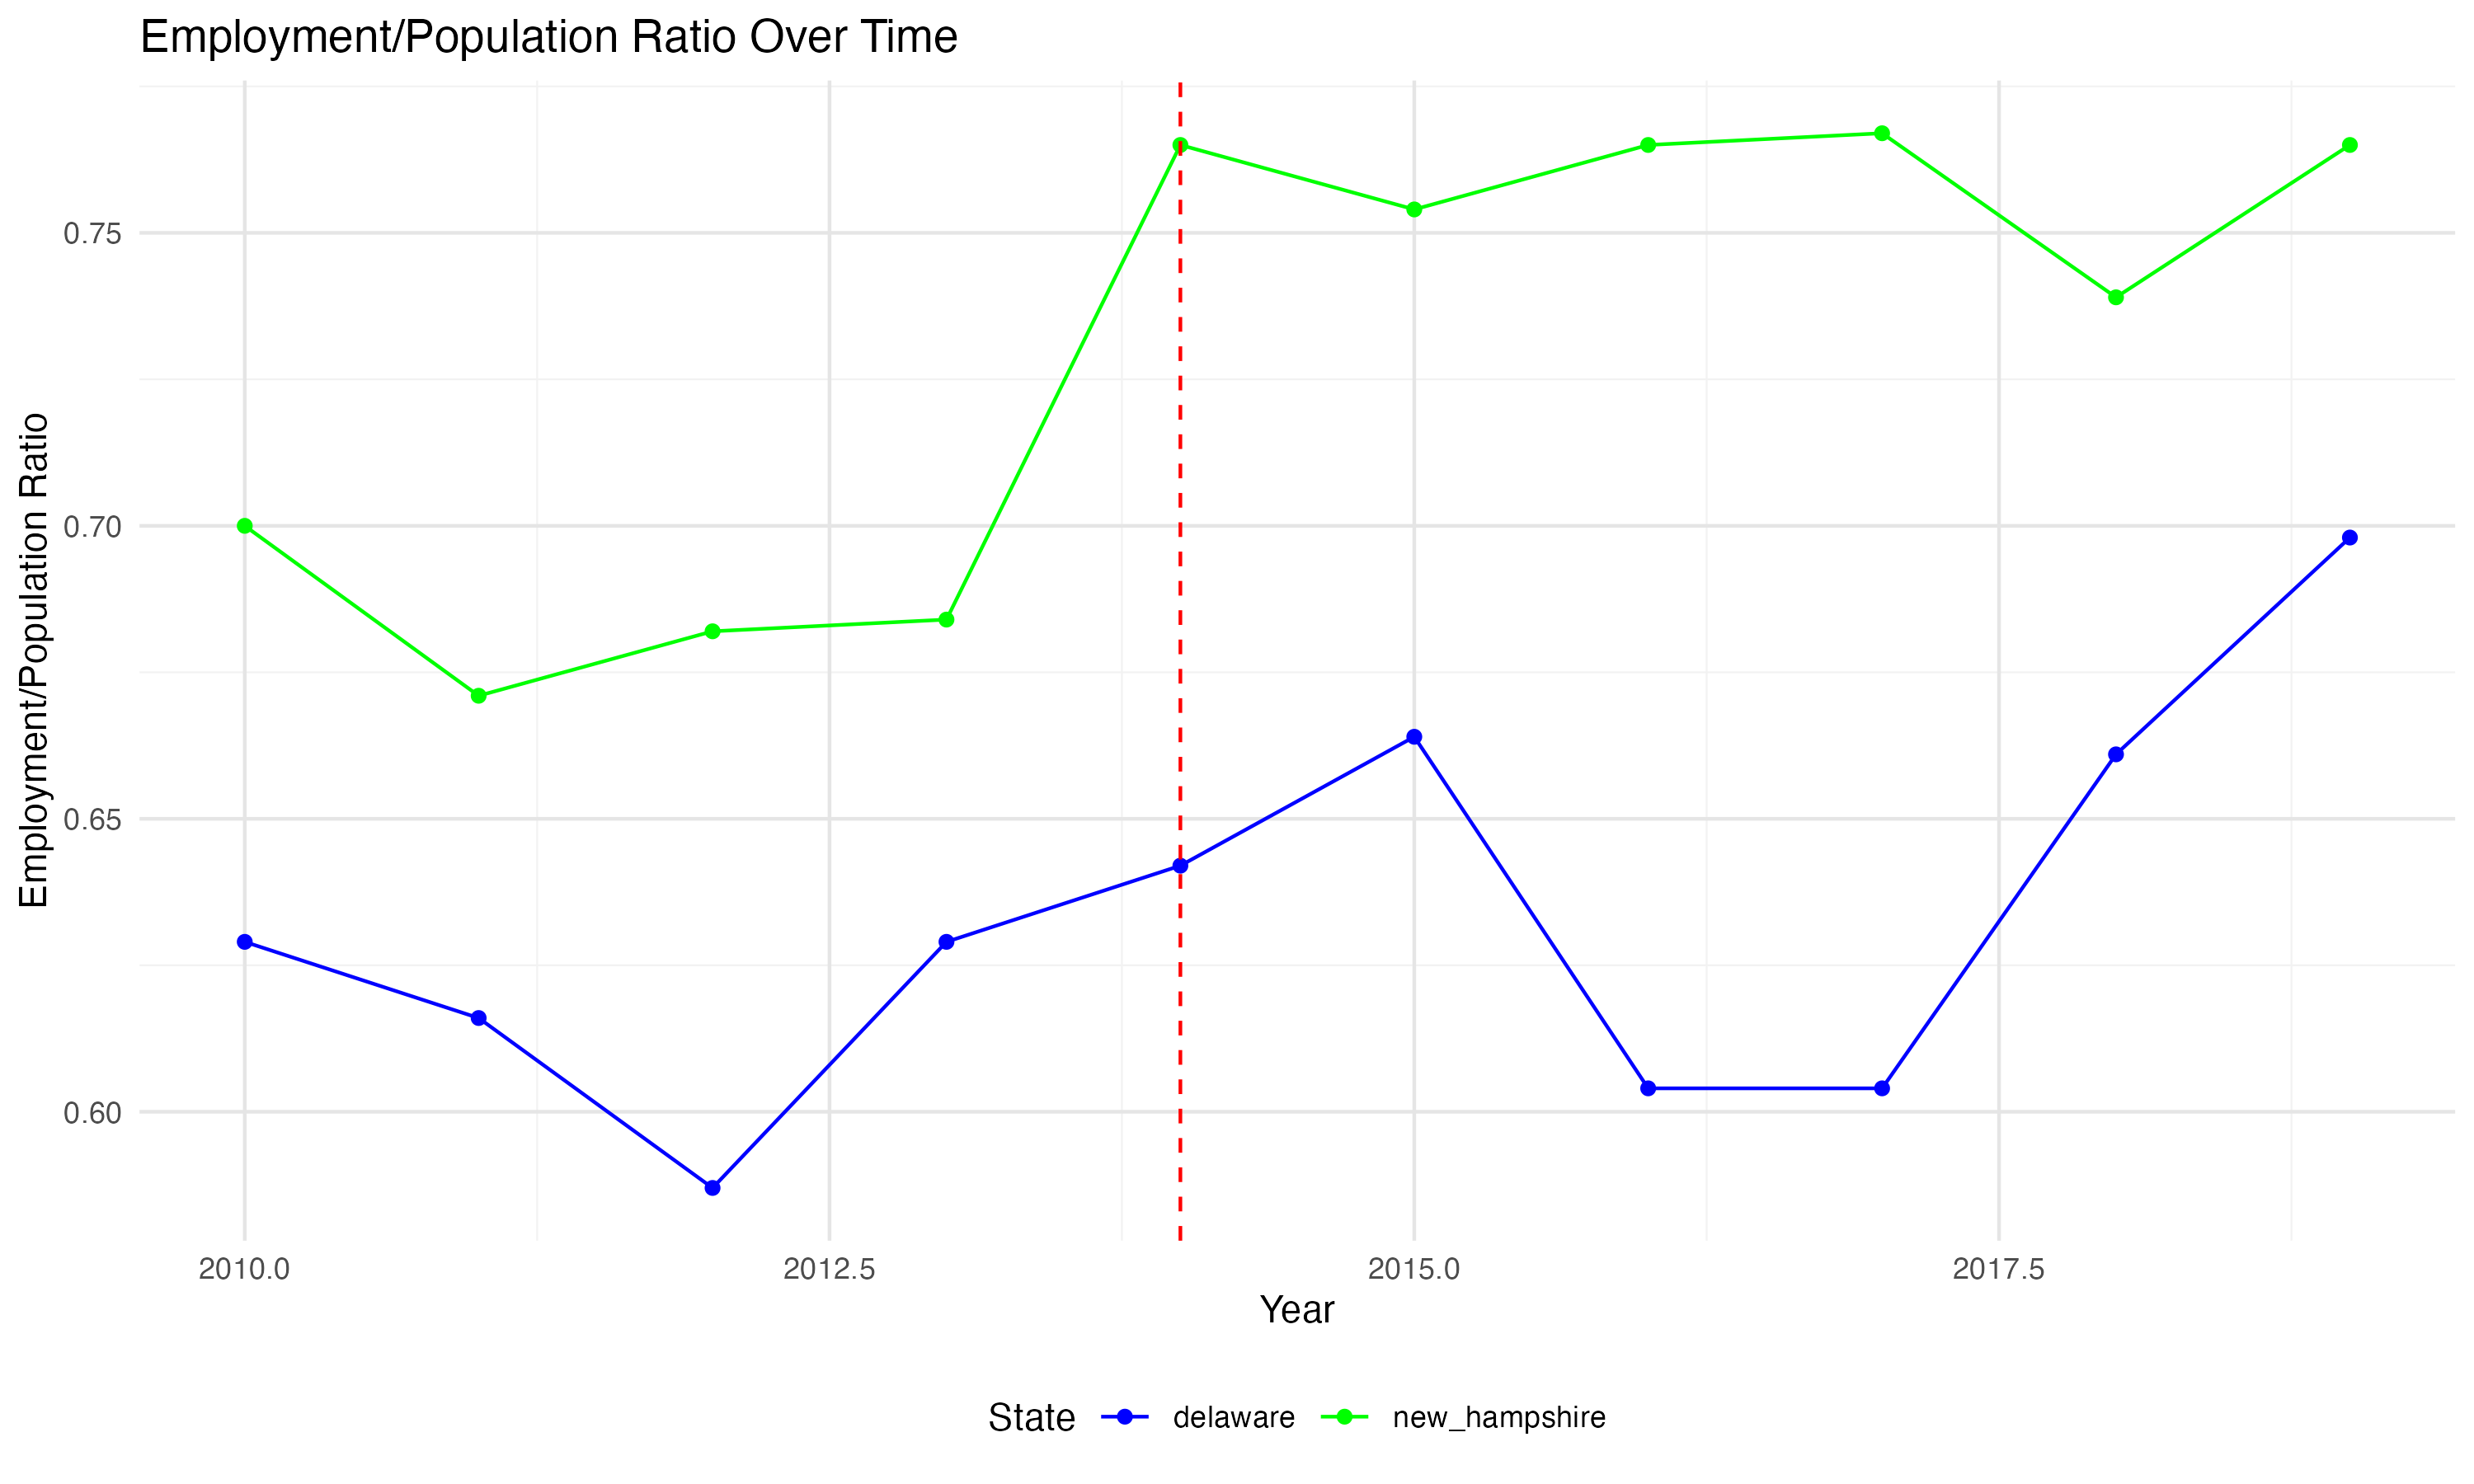 Employment/Population Ratio Over Time
Employment/Population Ratio
0.75
0.70
0.65
0.60
2010.0 2012.5 2015.0 2017.5
Year
State delaware new_hampshire